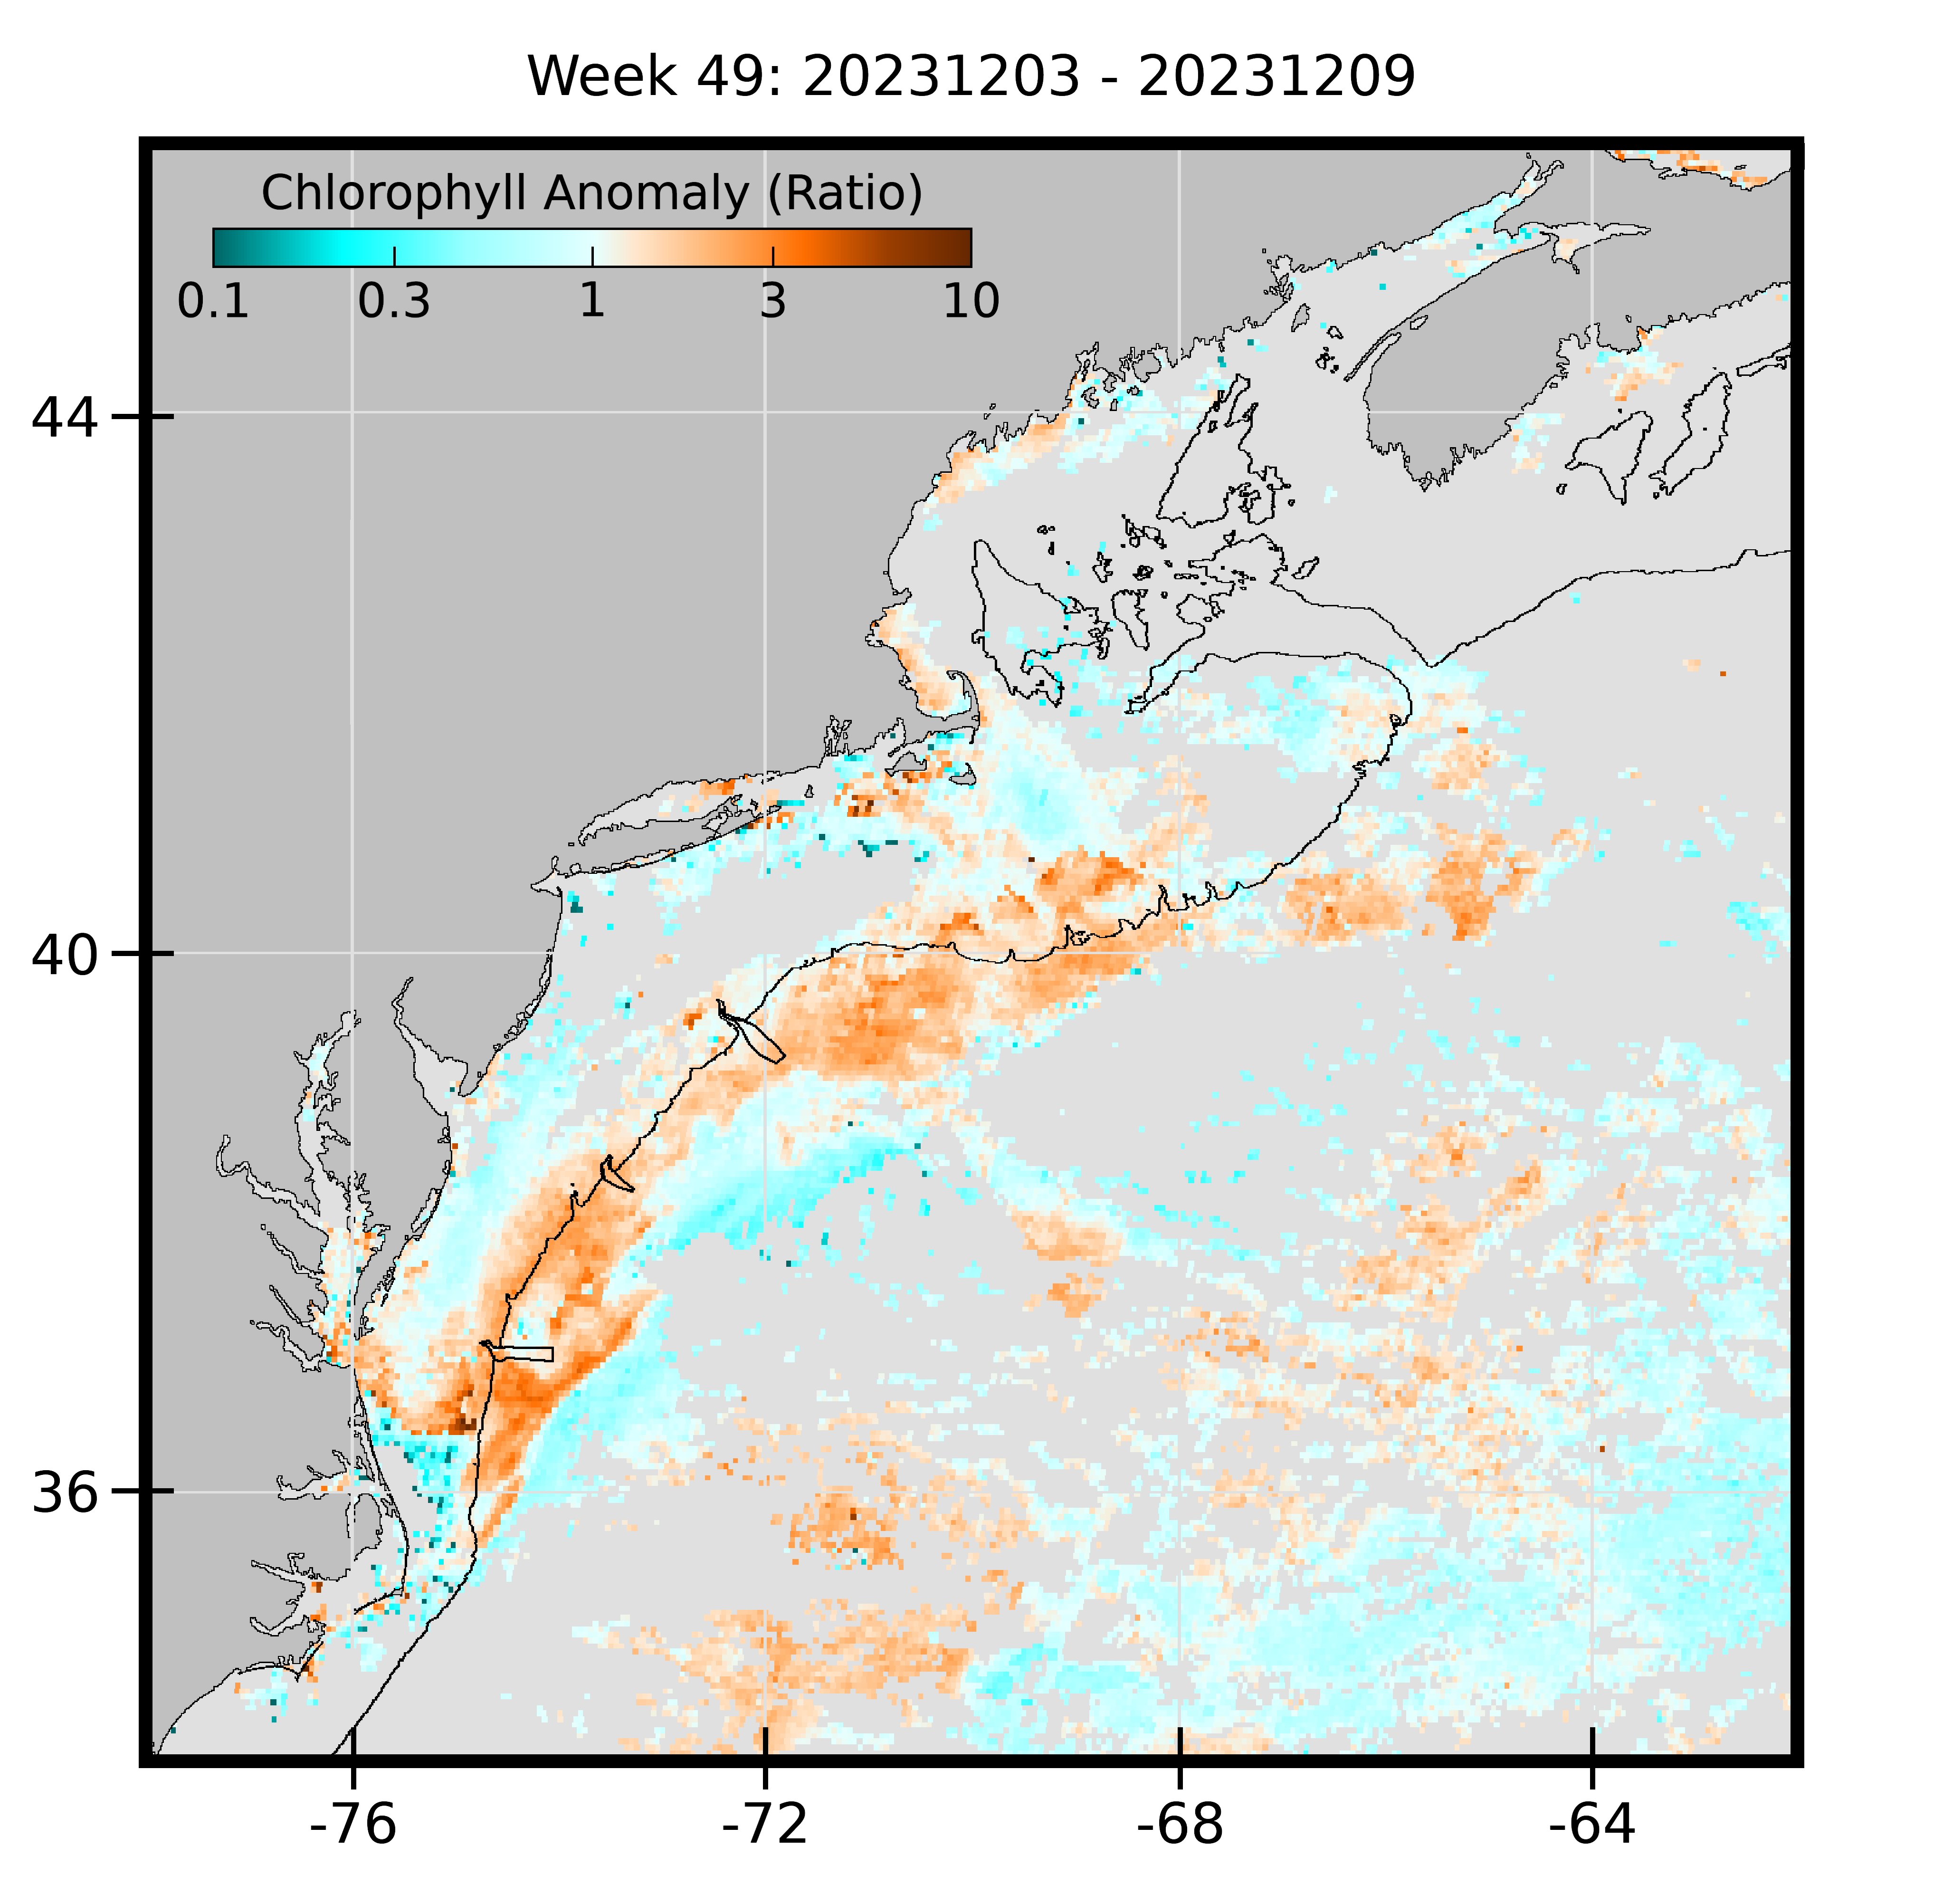 Week 49: 20231203 - 20231209
Chlorophyll Anomaly (Ratio)
0.1 0.3 1 3 10
44
40
36
-76 -72 -68 -64